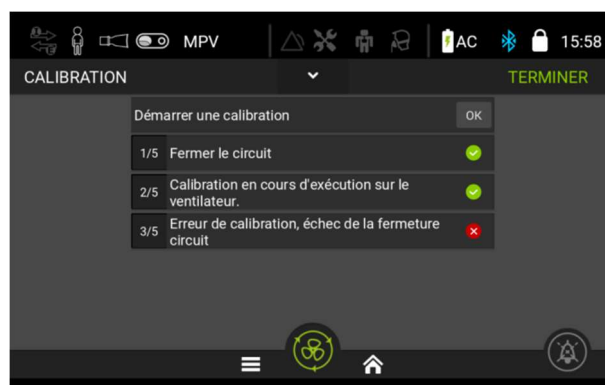 MPV
AC
15:58
CALIBRATION
TERMINER
Démarrer une calibration
OK
1/5
Fermer le circuit
2/5
Calibration en cours d'exécution sur le
ventilateur.
3/5
Erreur de calibration, échec de la fermeture
circuit